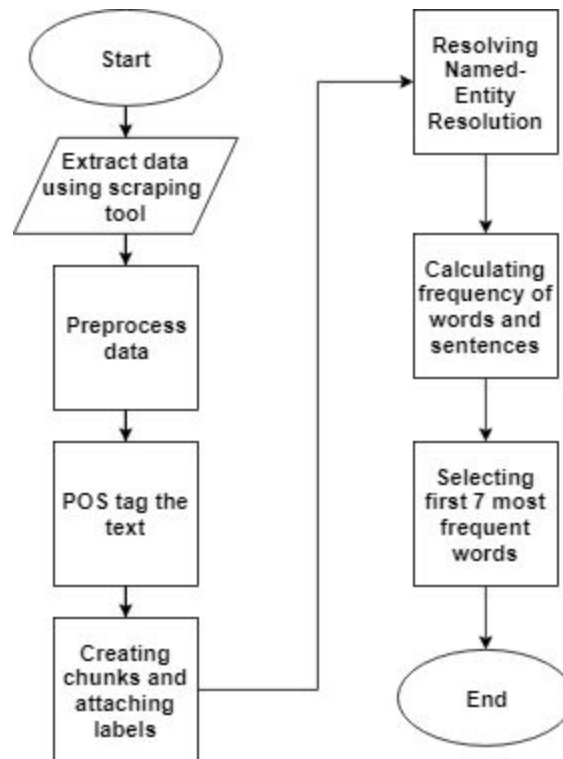 Start
Extract data
using scraping
tool
Preprocess
data
POS tag the
text
Creating
chunks and
attaching
labels
Resolving
Named-
Entity
Resolution
Calculating
frequency of
words and
sentences
Selecting
first 7 most
frequent
words
End